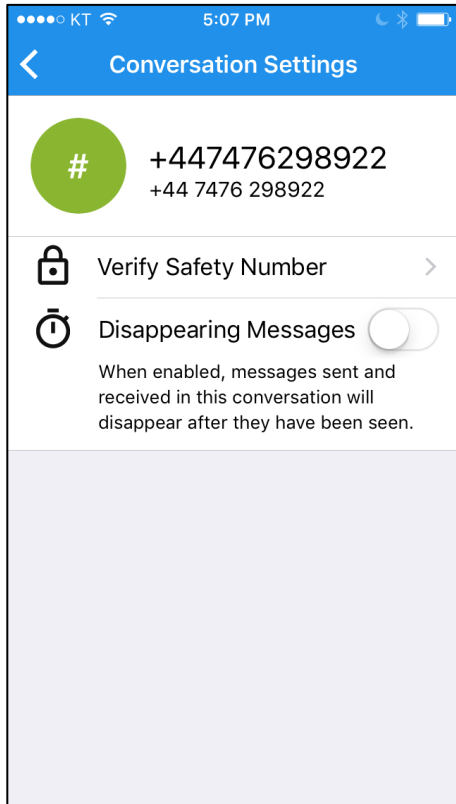 KT 5:07 PM
Conversation Settings
# +447476298922
+44 7476 298922
Verify Safety Number
Disappearing Messages
When enabled, messages sent and
received in this conversation will
disappear after they have been seen.